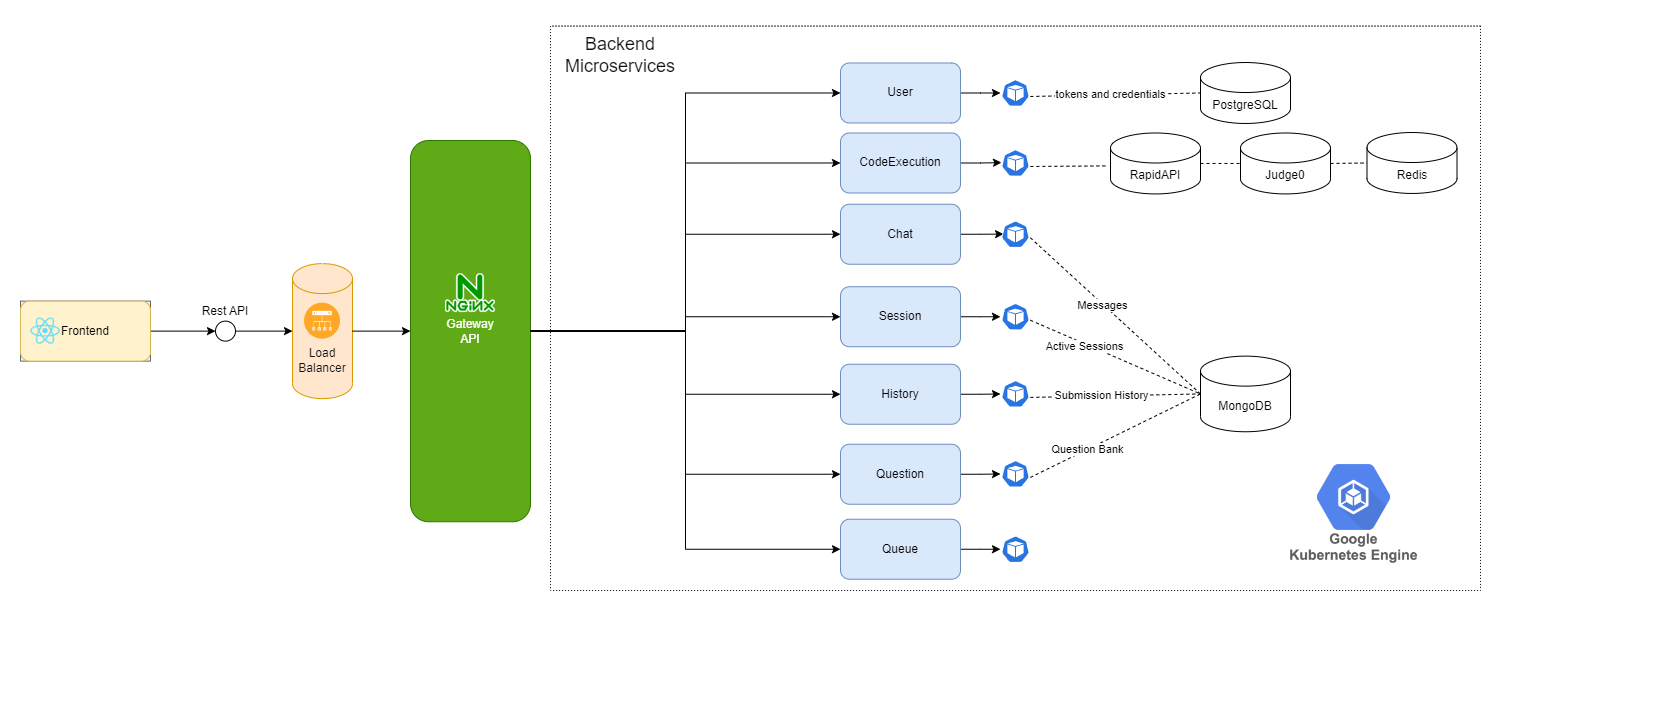 Backend
Microservices
User
tokens and credentials
PostgreSQL
CodeExecution
RapidAPI
Judge0
Redis
Chat
Messages
Session
Active Sessions
History
Submission History
MongoDB
Question
Question Bank
Queue
Google
Kubernetes Engine
NGiNX
Gateway
API
Rest API
Frontend
Load
Balancer